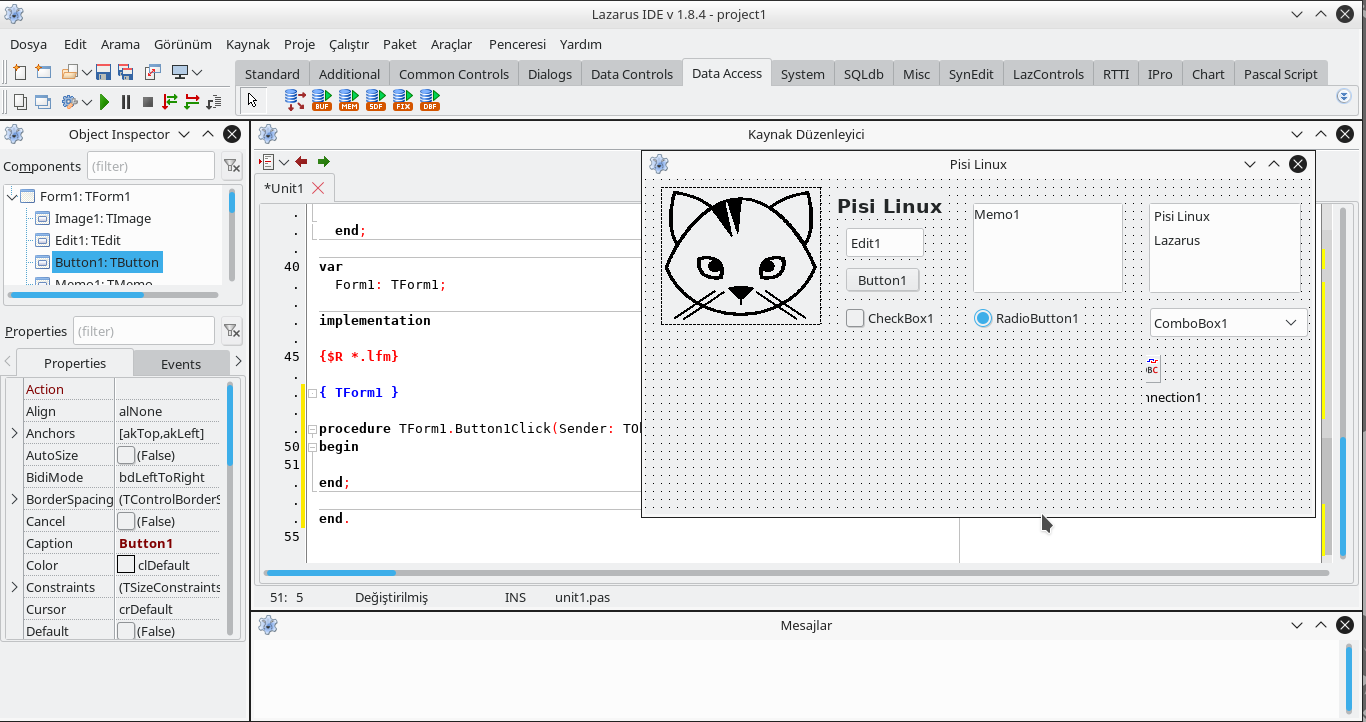 Lazarus IDE v 1.8.4 - project1
Dosya Edit Arama Görünüm Kaynak Proje Çalıştır Paket Araçlar Penceresi Yardım
Standard Additional Common Controls Dialogs Data Controls Data Access System SQLdb Misc SynEdit LazControls RTTI IPro Chart Pascal Script
BUF MEM SDF FIX DBF
Object Inspector
Components (filter)
Form1: TForm1
Image1: TImage
Edit1: TEdit
Button1: TButton
Memo1: TMemo
Properties (filter)
Properties Events
Action
Align alNone
Anchors [akTop,akLeft]
AutoSize (False)
BidiMode bdLeftToRight
BorderSpacing (TControlBorderS
Cancel (False)
Caption Button1
Color clDefault
Constraints (TSizeConstraints
Cursor crDefault
Default (False)
Kaynak Düzenleyici
*Unit1
. end;
.
40 var
. Form1: TForm1;
.
. implementation
.
45 {$R *.lfm}
.
. { TForm1 }
.
. procedure TForm1.Button1Click(Sender: TOb
50 begin
51
. end;
.
. end.
55
51: 5 Değiştirilmiş INS unit1.pas
Pisi Linux
Pisi Linux
Edit1
Button1
CheckBox1
Memo1
RadioButton1
Pisi Linux
Lazarus
ComboBox1
BC
nnection1
Mesajlar